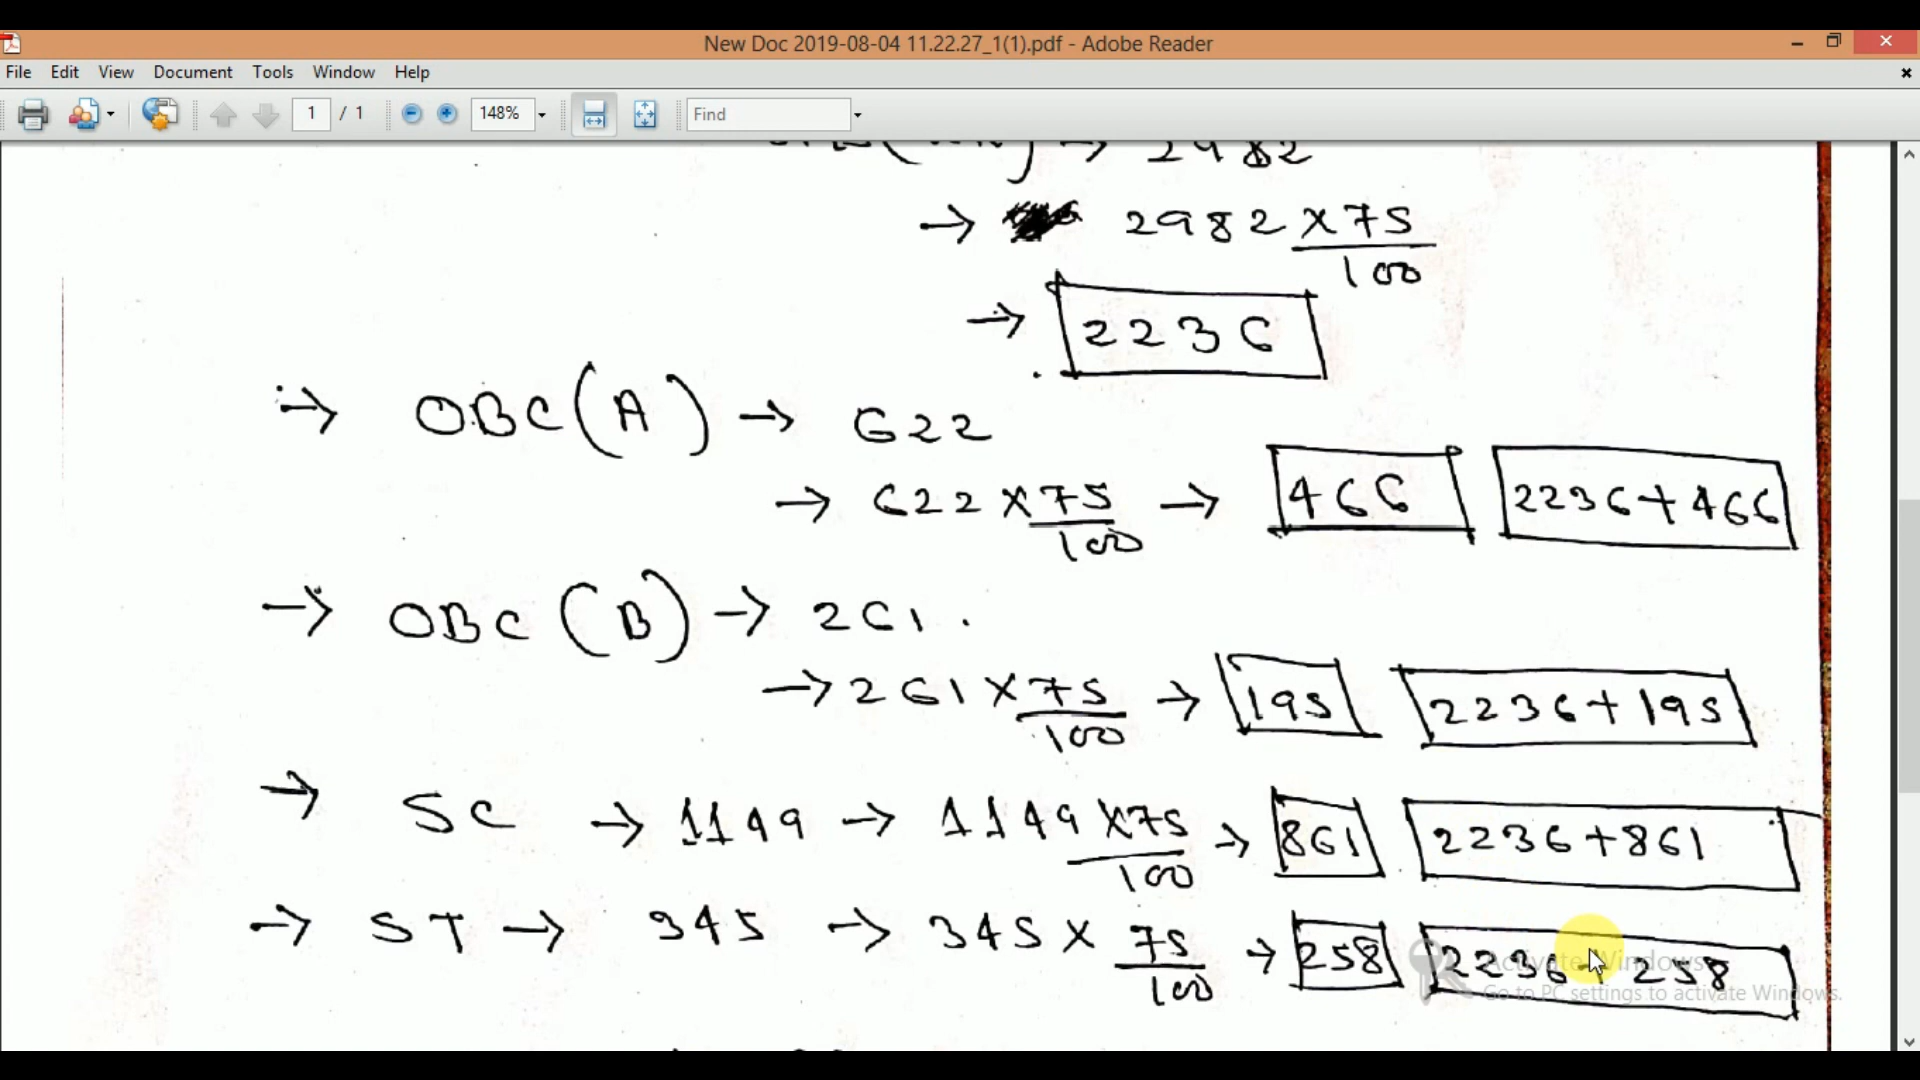 New Doc 2019-08-04 11.22.27_1(1).pdf - Adobe Reader
File Edit View Document Tools Window Help
1 / 1 148% Find
→ 2982
→ 2982 × 75
100
→ 2236
→ OBC (A) → 622
→ 622 × 75 → 466 2236 + 466
100
→ OBC (B) → 261.
→ 261 × 75 → 195 2236 + 195
100
→ SC → 1149 → 1149 × 75 → 861 2236 + 861
100
→ ST → 345 → 345 × 75 → 258 2236 + 258
100
Activate Windows
Go to PC settings to activate Windows.